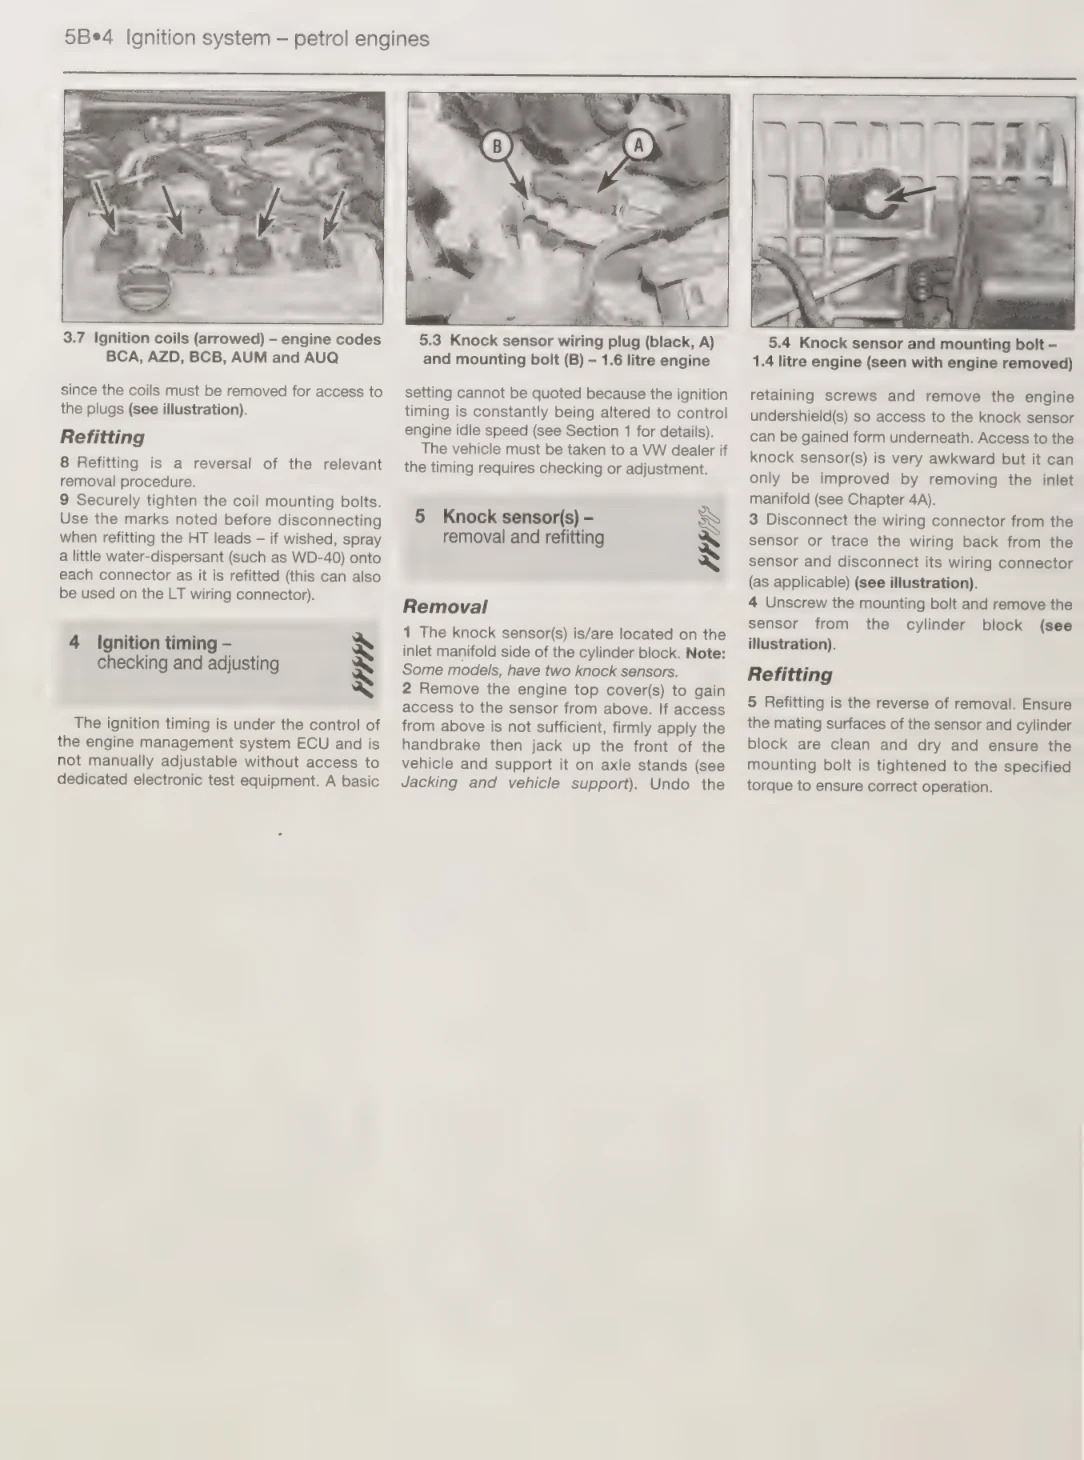 5B•4 Ignition system – petrol engines
B
A
3.7 Ignition coils (arrowed) – engine codes
BCA, AZD, BCB, AUM and AUQ
5.3 Knock sensor wiring plug (black, A)
and mounting bolt (B) – 1.6 litre engine
5.4 Knock sensor and mounting bolt –
1.4 litre engine (seen with engine removed)
since the coils must be removed for access to
the plugs (see illustration).
Refitting
8 Refitting is a reversal of the relevant
removal procedure.
9 Securely tighten the coil mounting bolts.
Use the marks noted before disconnecting
when refitting the HT leads – if wished, spray
a little water-dispersant (such as WD-40) onto
each connector as it is refitted (this can also
be used on the LT wiring connector).
4 Ignition timing –
checking and adjusting
The ignition timing is under the control of
the engine management system ECU and is
not manually adjustable without access to
dedicated electronic test equipment. A basic
setting cannot be quoted because the ignition
timing is constantly being altered to control
engine idle speed (see Section 1 for details).
The vehicle must be taken to a VW dealer if
the timing requires checking or adjustment.
5 Knock sensor(s) –
removal and refitting
Removal
1 The knock sensor(s) is/are located on the
inlet manifold side of the cylinder block. Note:
Some models, have two knock sensors.
2 Remove the engine top cover(s) to gain
access to the sensor from above. If access
from above is not sufficient, firmly apply the
handbrake then jack up the front of the
vehicle and support it on axle stands (see
Jacking and vehicle support). Undo the
retaining screws and remove the engine
undershield(s) so access to the knock sensor
can be gained form underneath. Access to the
knock sensor(s) is very awkward but it can
only be improved by removing the inlet
manifold (see Chapter 4A).
3 Disconnect the wiring connector from the
sensor or trace the wiring back from the
sensor and disconnect its wiring connector
(as applicable) (see illustration).
4 Unscrew the mounting bolt and remove the
sensor from the cylinder block (see
illustration).
Refitting
5 Refitting is the reverse of removal. Ensure
the mating surfaces of the sensor and cylinder
block are clean and dry and ensure the
mounting bolt is tightened to the specified
torque to ensure correct operation.